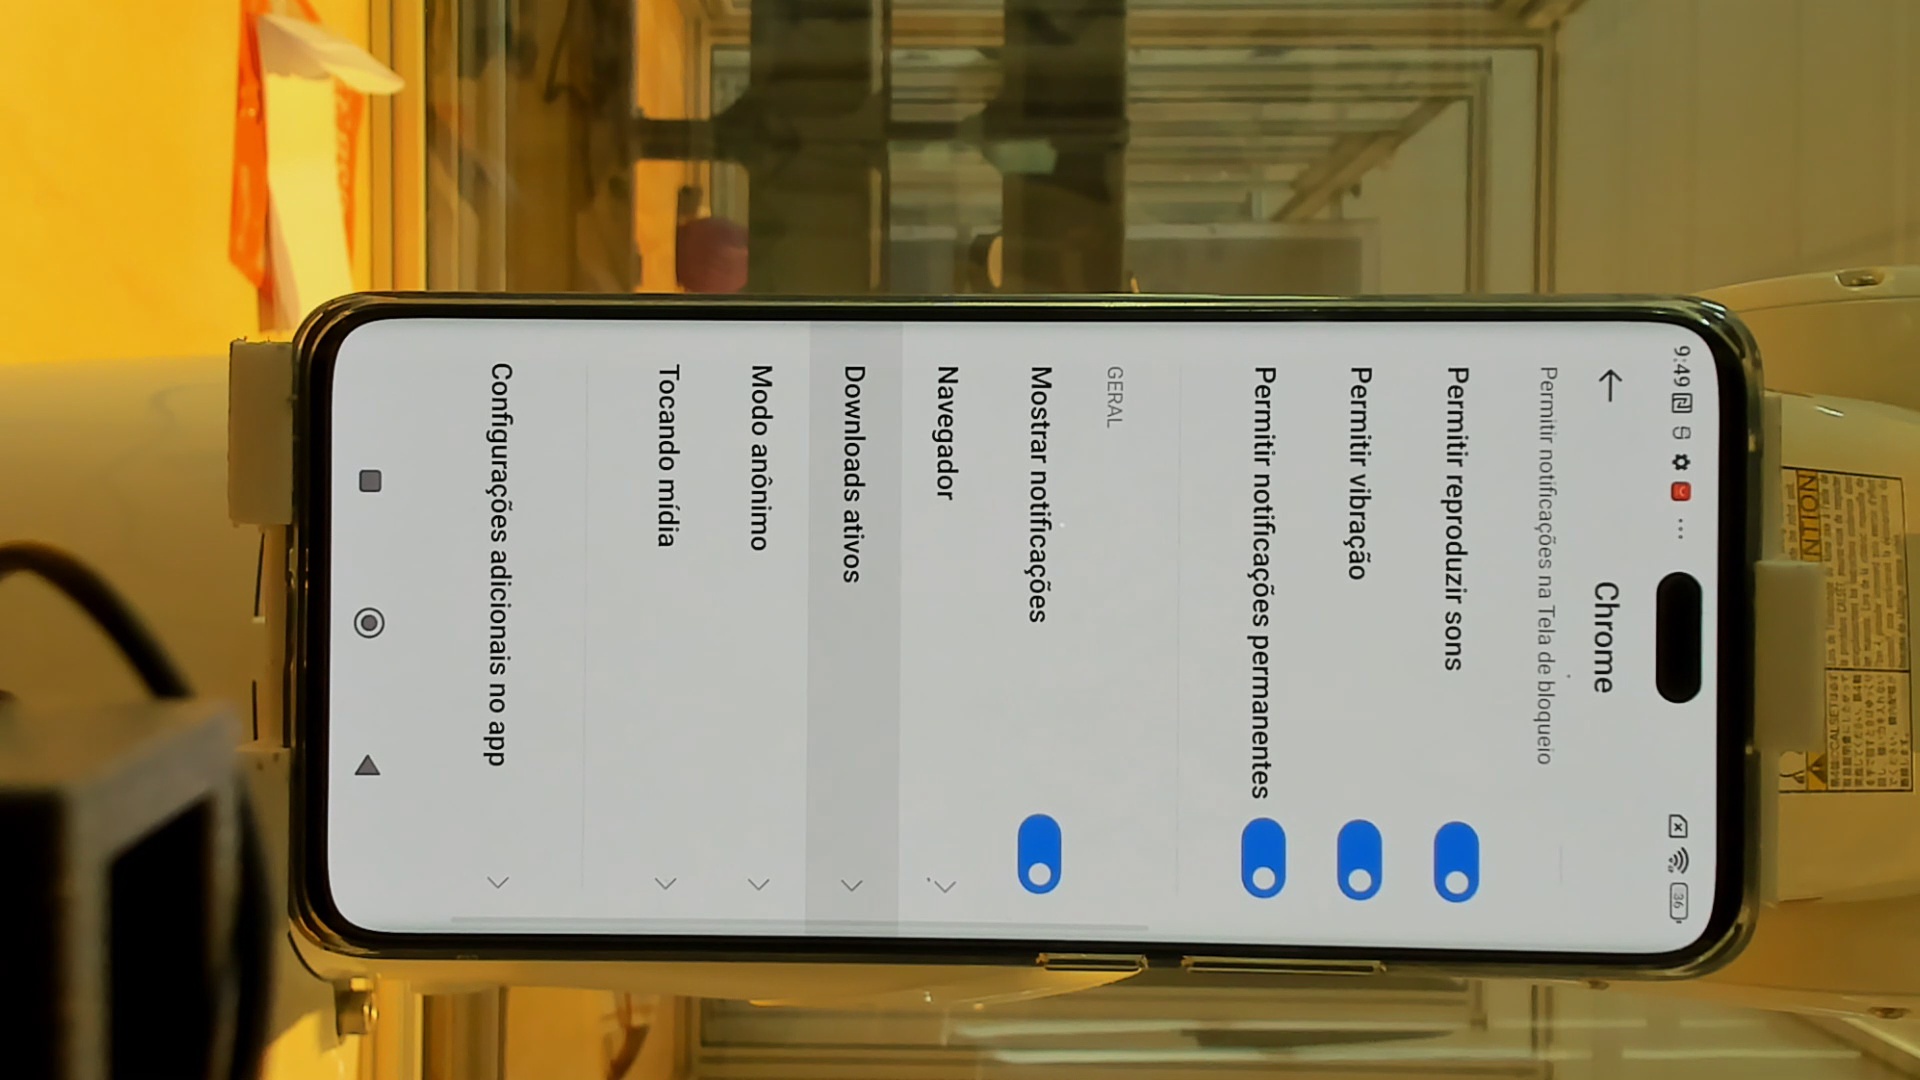 9:49
36
Chrome
Permitir notificações na Tela de bloqueio
Permitir reproduzir sons
Permitir vibração
Permitir notificações permanentes
GERAL
Mostrar notificações
Navegador
Downloads ativos
Modo anônimo
Tocando mídia
Configurações adicionais no app